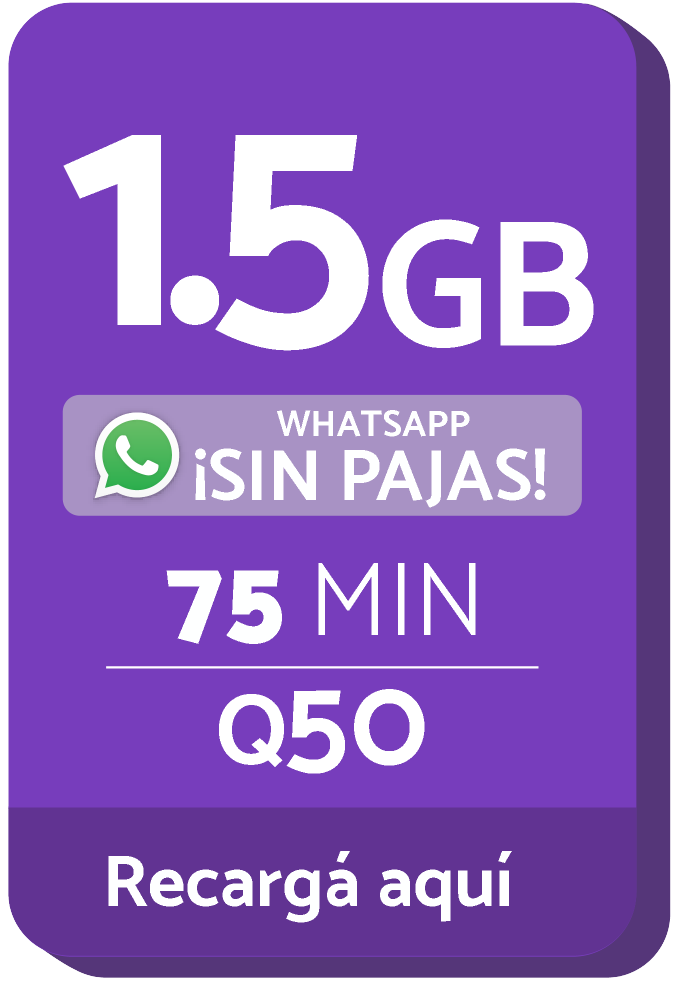 1.5GB
WHATSAPP
¡SIN PAJAS!
75 MIN
Q50
Recargá aquí